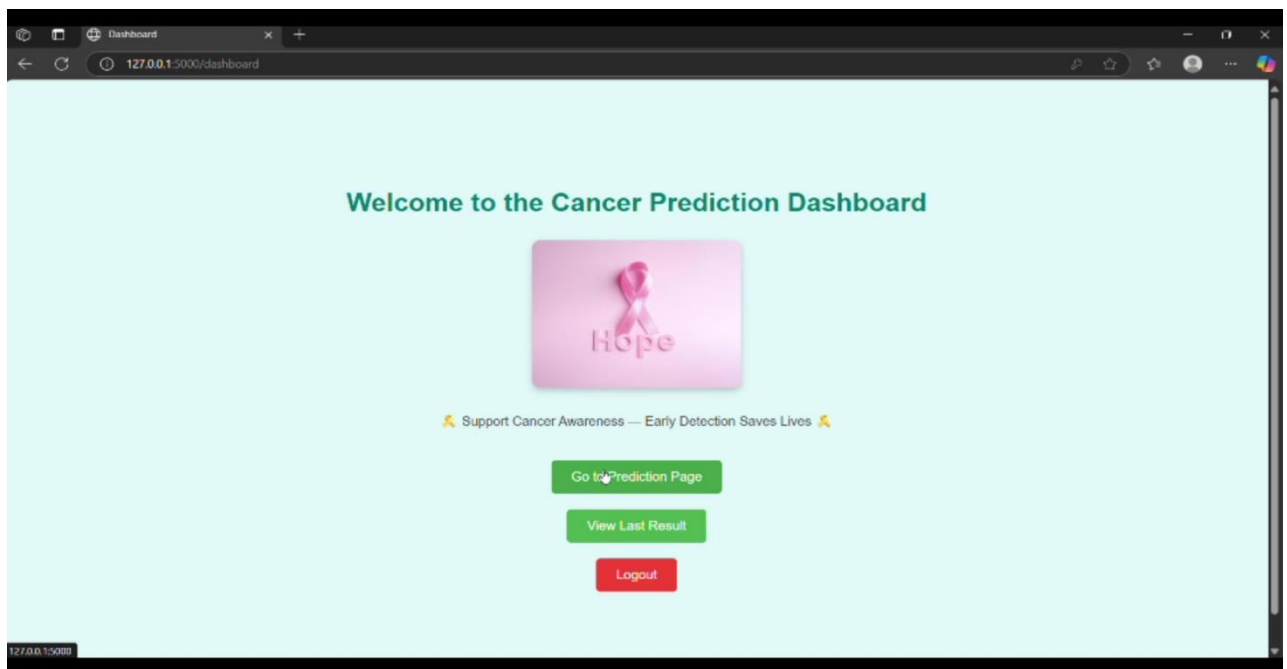 Dashboard
127.0.0.1:5000/dashboard
Welcome to the Cancer Prediction Dashboard
Hope
🎗 Support Cancer Awareness — Early Detection Saves Lives 🎗
Go to Prediction Page
View Last Result
Logout
127.0.0.1:5000